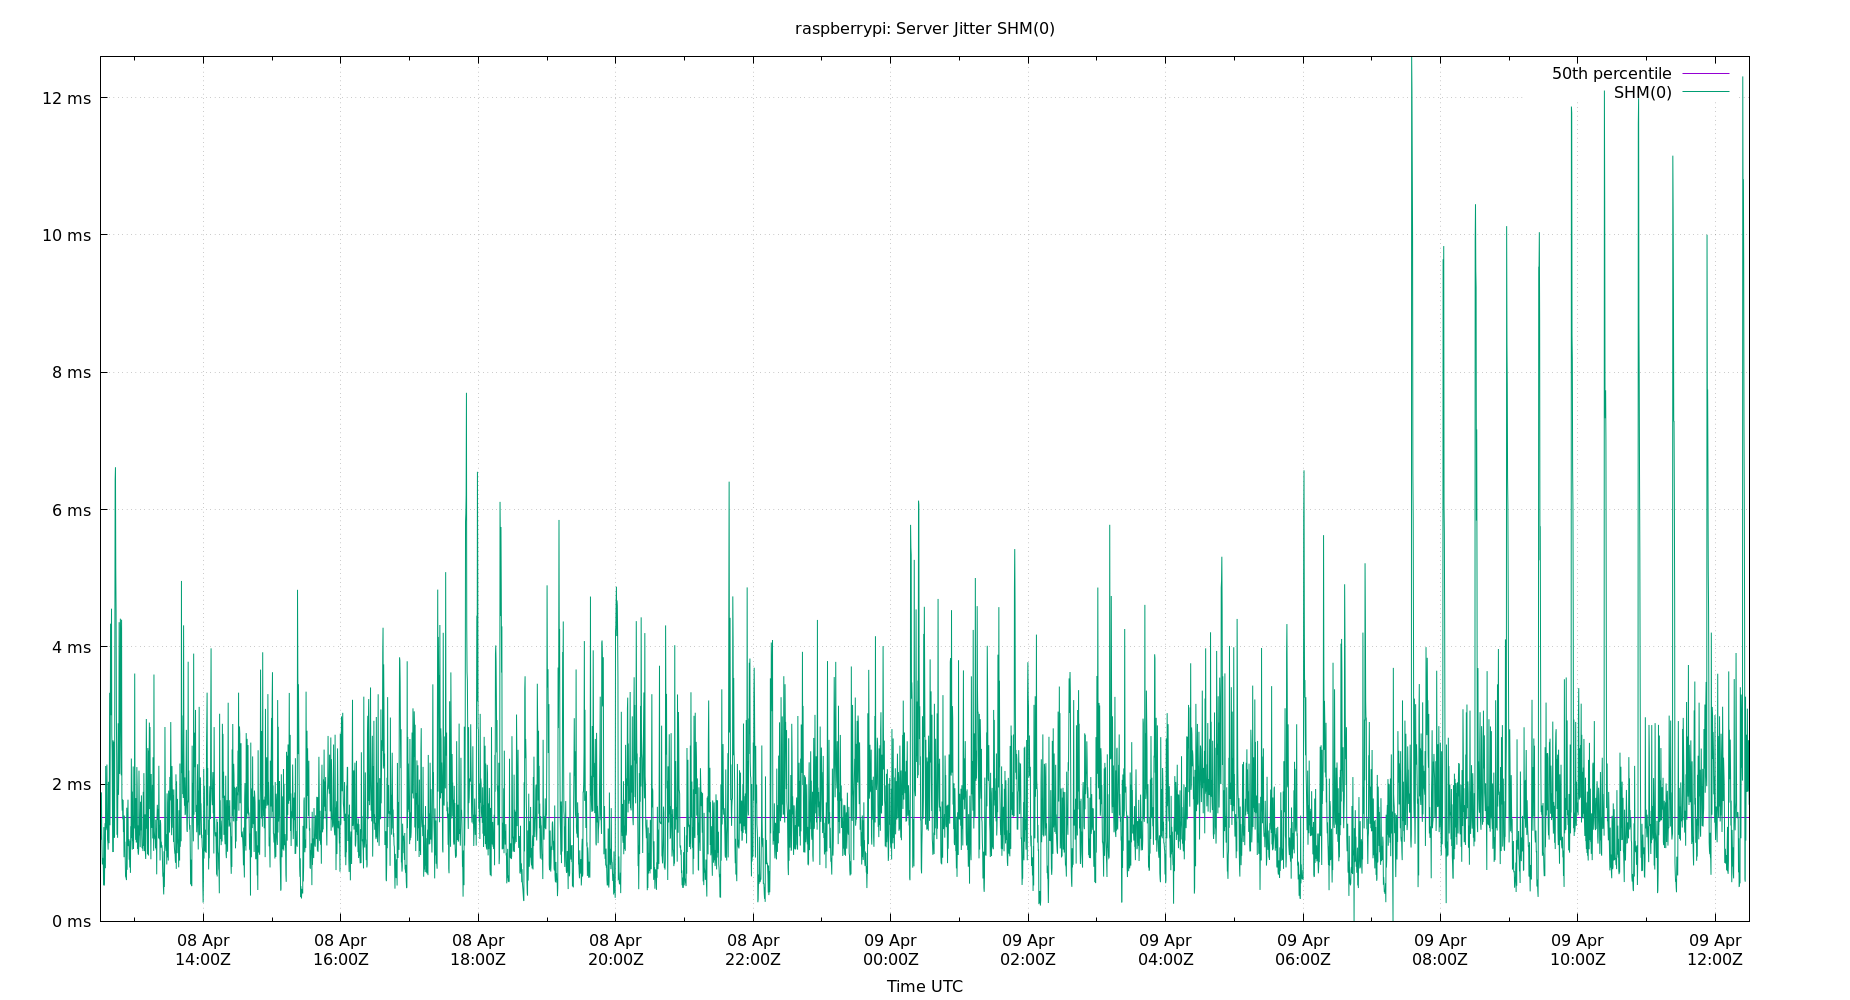 raspberrypi: Server Jitter SHM(0)
50th percentile
SHM(0)
12 ms
10 ms
8 ms
6 ms
4 ms
2 ms
0 ms
08 Apr 08 Apr 08 Apr 08 Apr 08 Apr 09 Apr 09 Apr 09 Apr 09 Apr 09 Apr 09 Apr 09 Apr
14:00Z 16:00Z 18:00Z 20:00Z 22:00Z 00:00Z 02:00Z 04:00Z 06:00Z 08:00Z 10:00Z 12:00Z
Time UTC